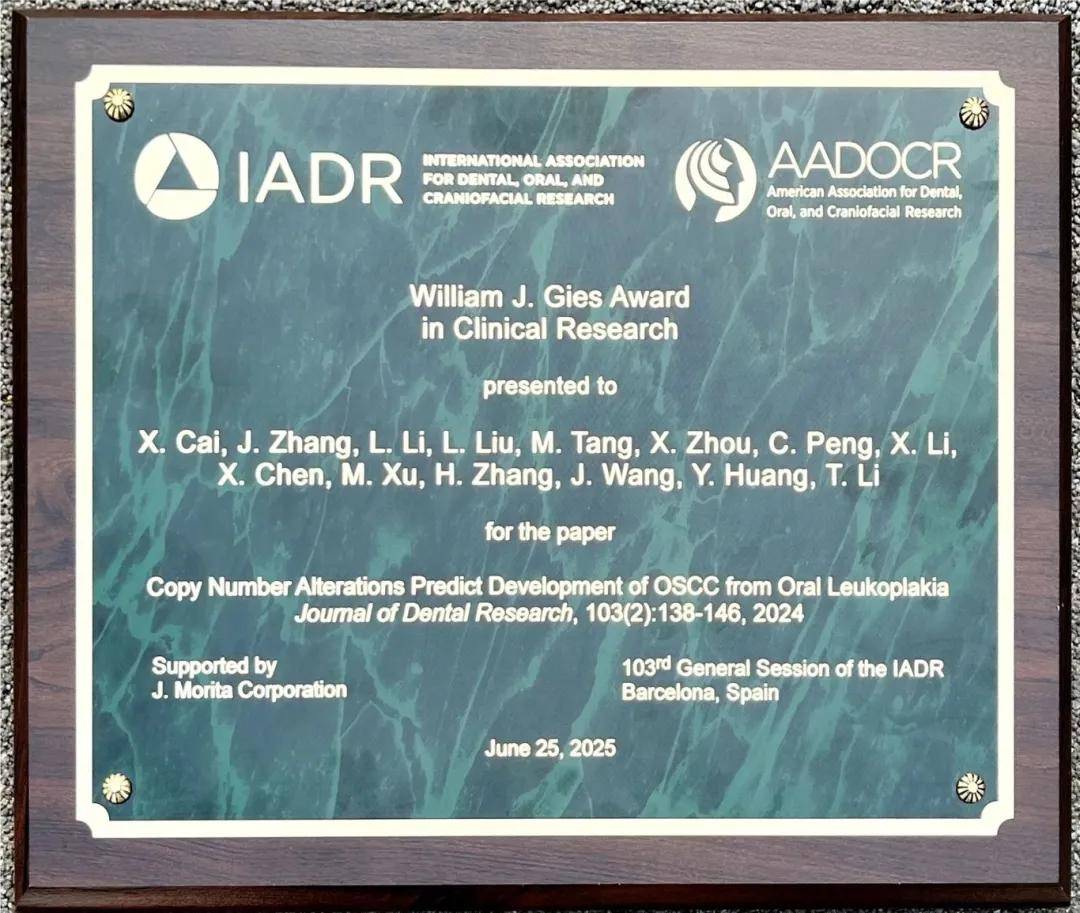 IADR
INTERNATIONAL ASSOCIATION
FOR DENTAL, ORAL, AND
CRANIOFACIAL RESEARCH
AADOCR
American Association for Dental,
Oral, and Craniofacial Research
William J. Gies Award
in Clinical Research
presented to
X. Cai, J. Zhang, L. Li, L. Liu, M. Tang, X. Zhou, C. Peng, X. Li,
X. Chen, M. Xu, H. Zhang, J. Wang, Y. Huang, T. Li
for the paper
Copy Number Alterations Predict Development of OSCC from Oral Leukoplakia
Journal of Dental Research, 103(2):138-146, 2024
Supported by
J. Morita Corporation
103rd General Session of the IADR
Barcelona, Spain
June 25, 2025